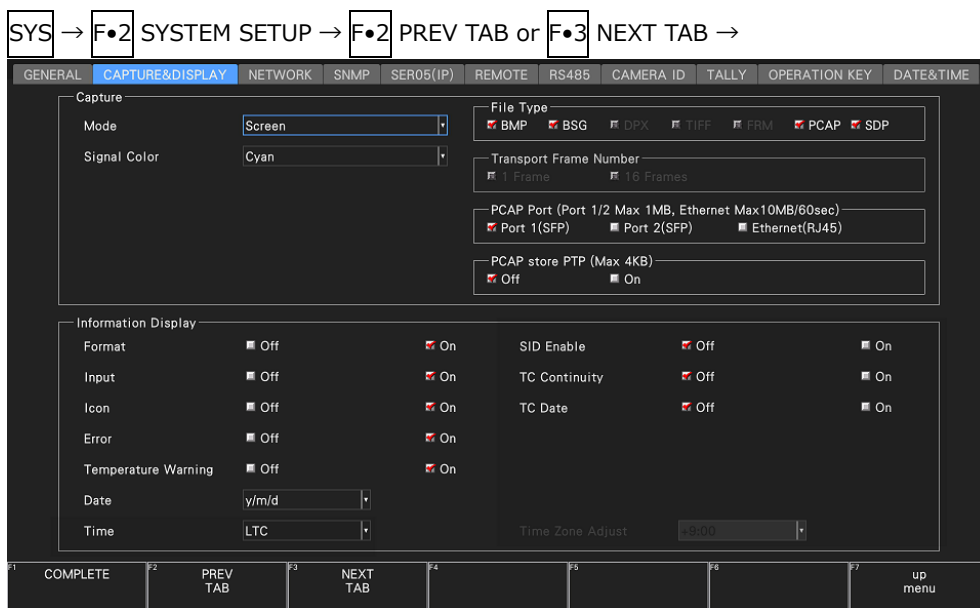 SYS → F•2 SYSTEM SETUP → F•2 PREV TAB or F•3 NEXT TAB →
GENERAL CAPTURE&DISPLAY NETWORK SNMP SER05(IP) REMOTE RS485 CAMERA ID TALLY OPERATION KEY DATE&TIME
Capture
Mode Screen
Signal Color Cyan
File Type
BMP BSG DPX TIFF FRM PCAP SDP
Transport Frame Number
1 Frame 16 Frames
PCAP Port (Port 1/2 Max 1MB, Ethernet Max10MB/60sec)
Port 1(SFP) Port 2(SFP) Ethernet(RJ45)
PCAP store PTP (Max 4KB)
Off On
Information Display
Format Off On SID Enable Off On
Input Off On TC Continuity Off On
Icon Off On TC Date Off On
Error Off On
Temperature Warning Off On
Date y/m/d
Time LTC Time Zone Adjust +9:00
F1 COMPLETE F2 PREV TAB F3 NEXT TAB F4 F5 F6 F7 up menu